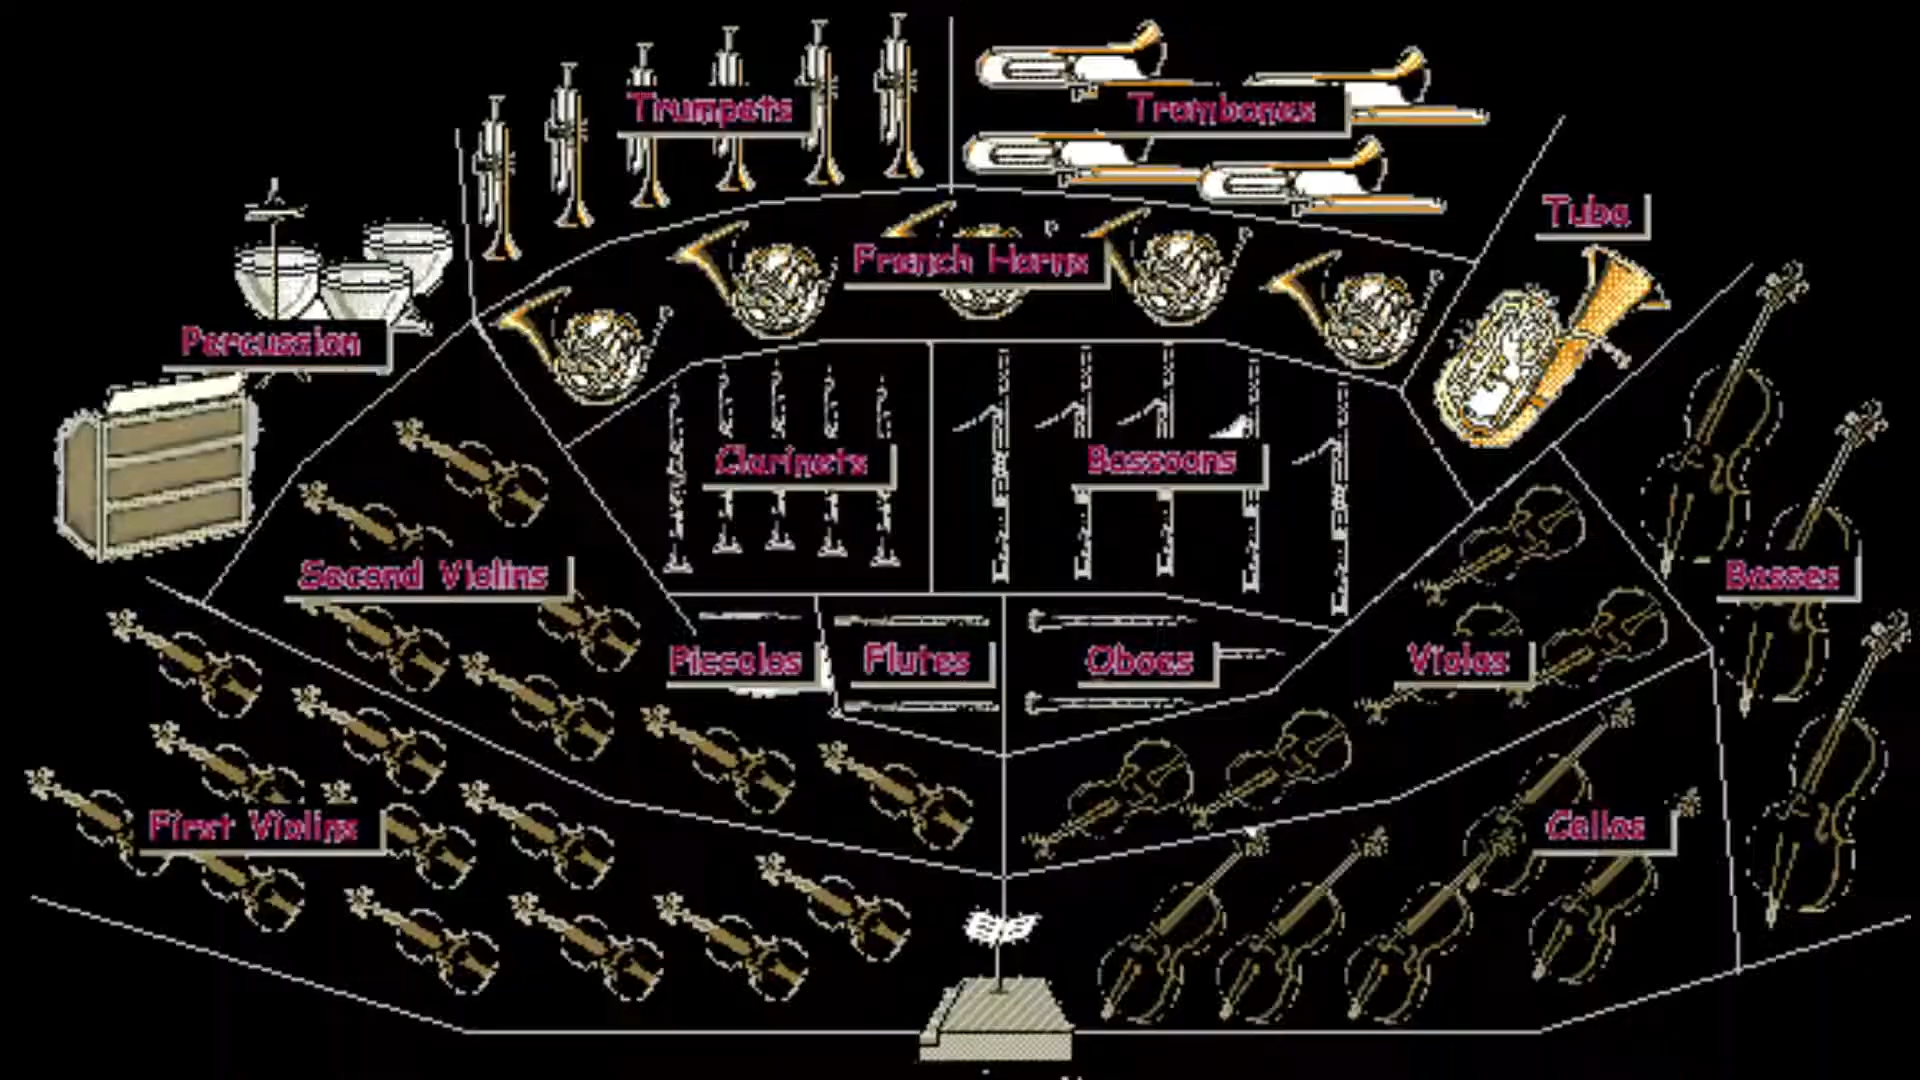 Trumpets
Trombones
Tuba
French Horns
Percussion
Clarinets
Bassoons
Second Violins
Basses
Piccolos
Flutes
Oboes
Violas
First Violins
Cellos